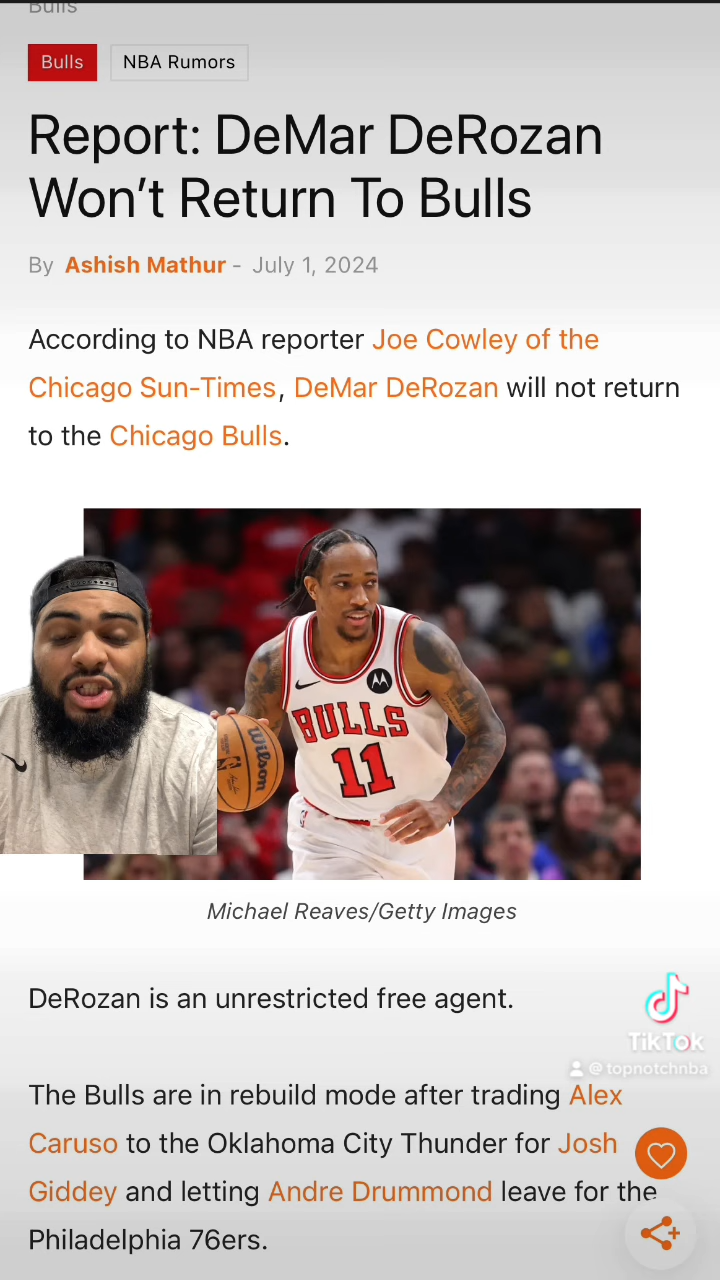 Bulls
Bulls
NBA Rumors
Report: DeMar DeRozan
Won't Return To Bulls
By Ashish Mathur - July 1, 2024
According to NBA reporter Joe Cowley of the
Chicago Sun-Times, DeMar DeRozan will not return
to the Chicago Bulls.
Wilson
BULLS
11
Michael Reaves/Getty Images
DeRozan is an unrestricted free agent.
TikTok
@topnotchnba
The Bulls are in rebuild mode after trading Alex
Caruso to the Oklahoma City Thunder for Josh
Giddey and letting Andre Drummond leave for the
Philadelphia 76ers.